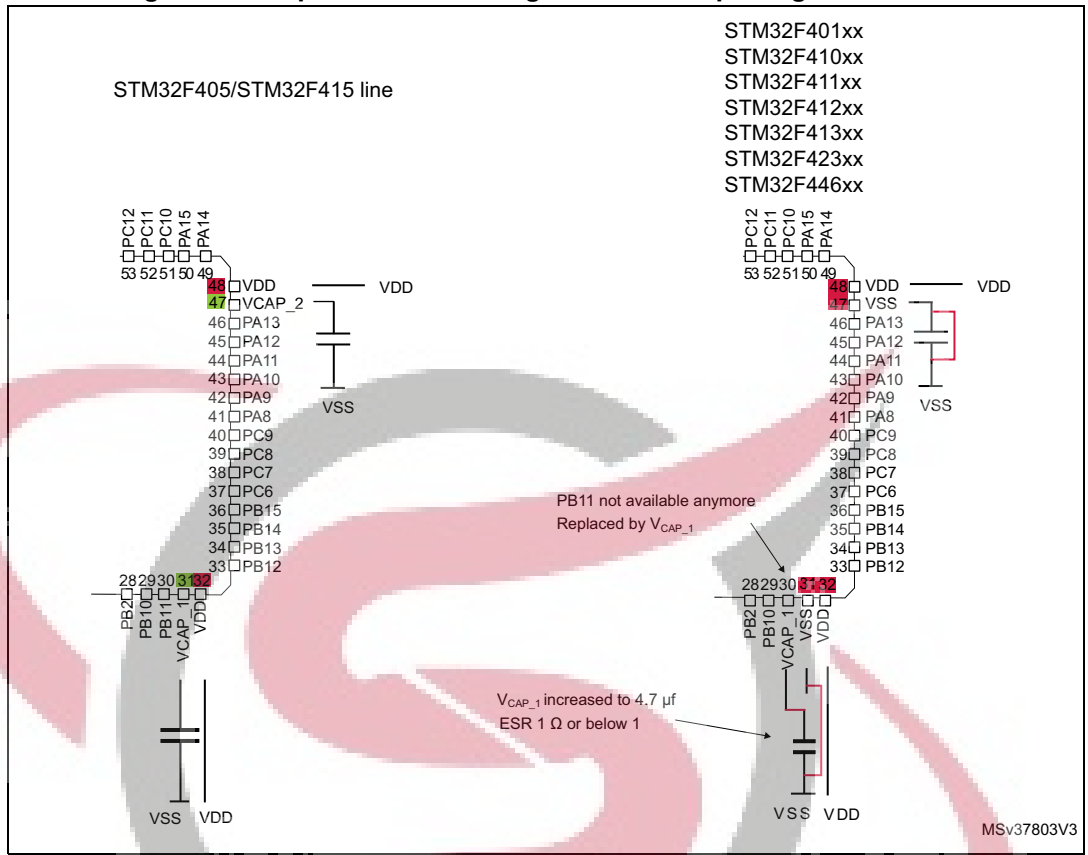 STM32F405/STM32F415 line
PC12
PC11
PC10
PA15
PA14
53 52 51 50 49
48 VDD
VDD
47 VCAP_2
46 PA13
45 PA12
44 PA11
43 PA10
42 PA9
VSS
41 PA8
40 PC9
39 PC8
38 PC7
37 PC6
36 PB15
35 PB14
34 PB13
33 PB12
28 29 30 31 32
PB2
PB10
PB11
VCAP_1
VDD
VSS VDD
STM32F401xx
STM32F410xx
STM32F411xx
STM32F412xx
STM32F413xx
STM32F423xx
STM32F446xx
PC12
PC11
PC10
PA15
PA14
53 52 51 50 49
48 VDD
VDD
47 VSS
46 PA13
45 PA12
44 PA11
43 PA10
42 PA9
VSS
41 PA8
40 PC9
39 PC8
38 PC7
37 PC6
36 PB15
35 PB14
34 PB13
33 PB12
PB11 not available anymore
Replaced by VCAP_1
28 29 30 31 32
PB2
PB10
VCAP_1
VSS
VDD
VCAP_1 increased to 4.7 µf
ESR 1 Ω or below 1
VSS VDD
MSv37803V3